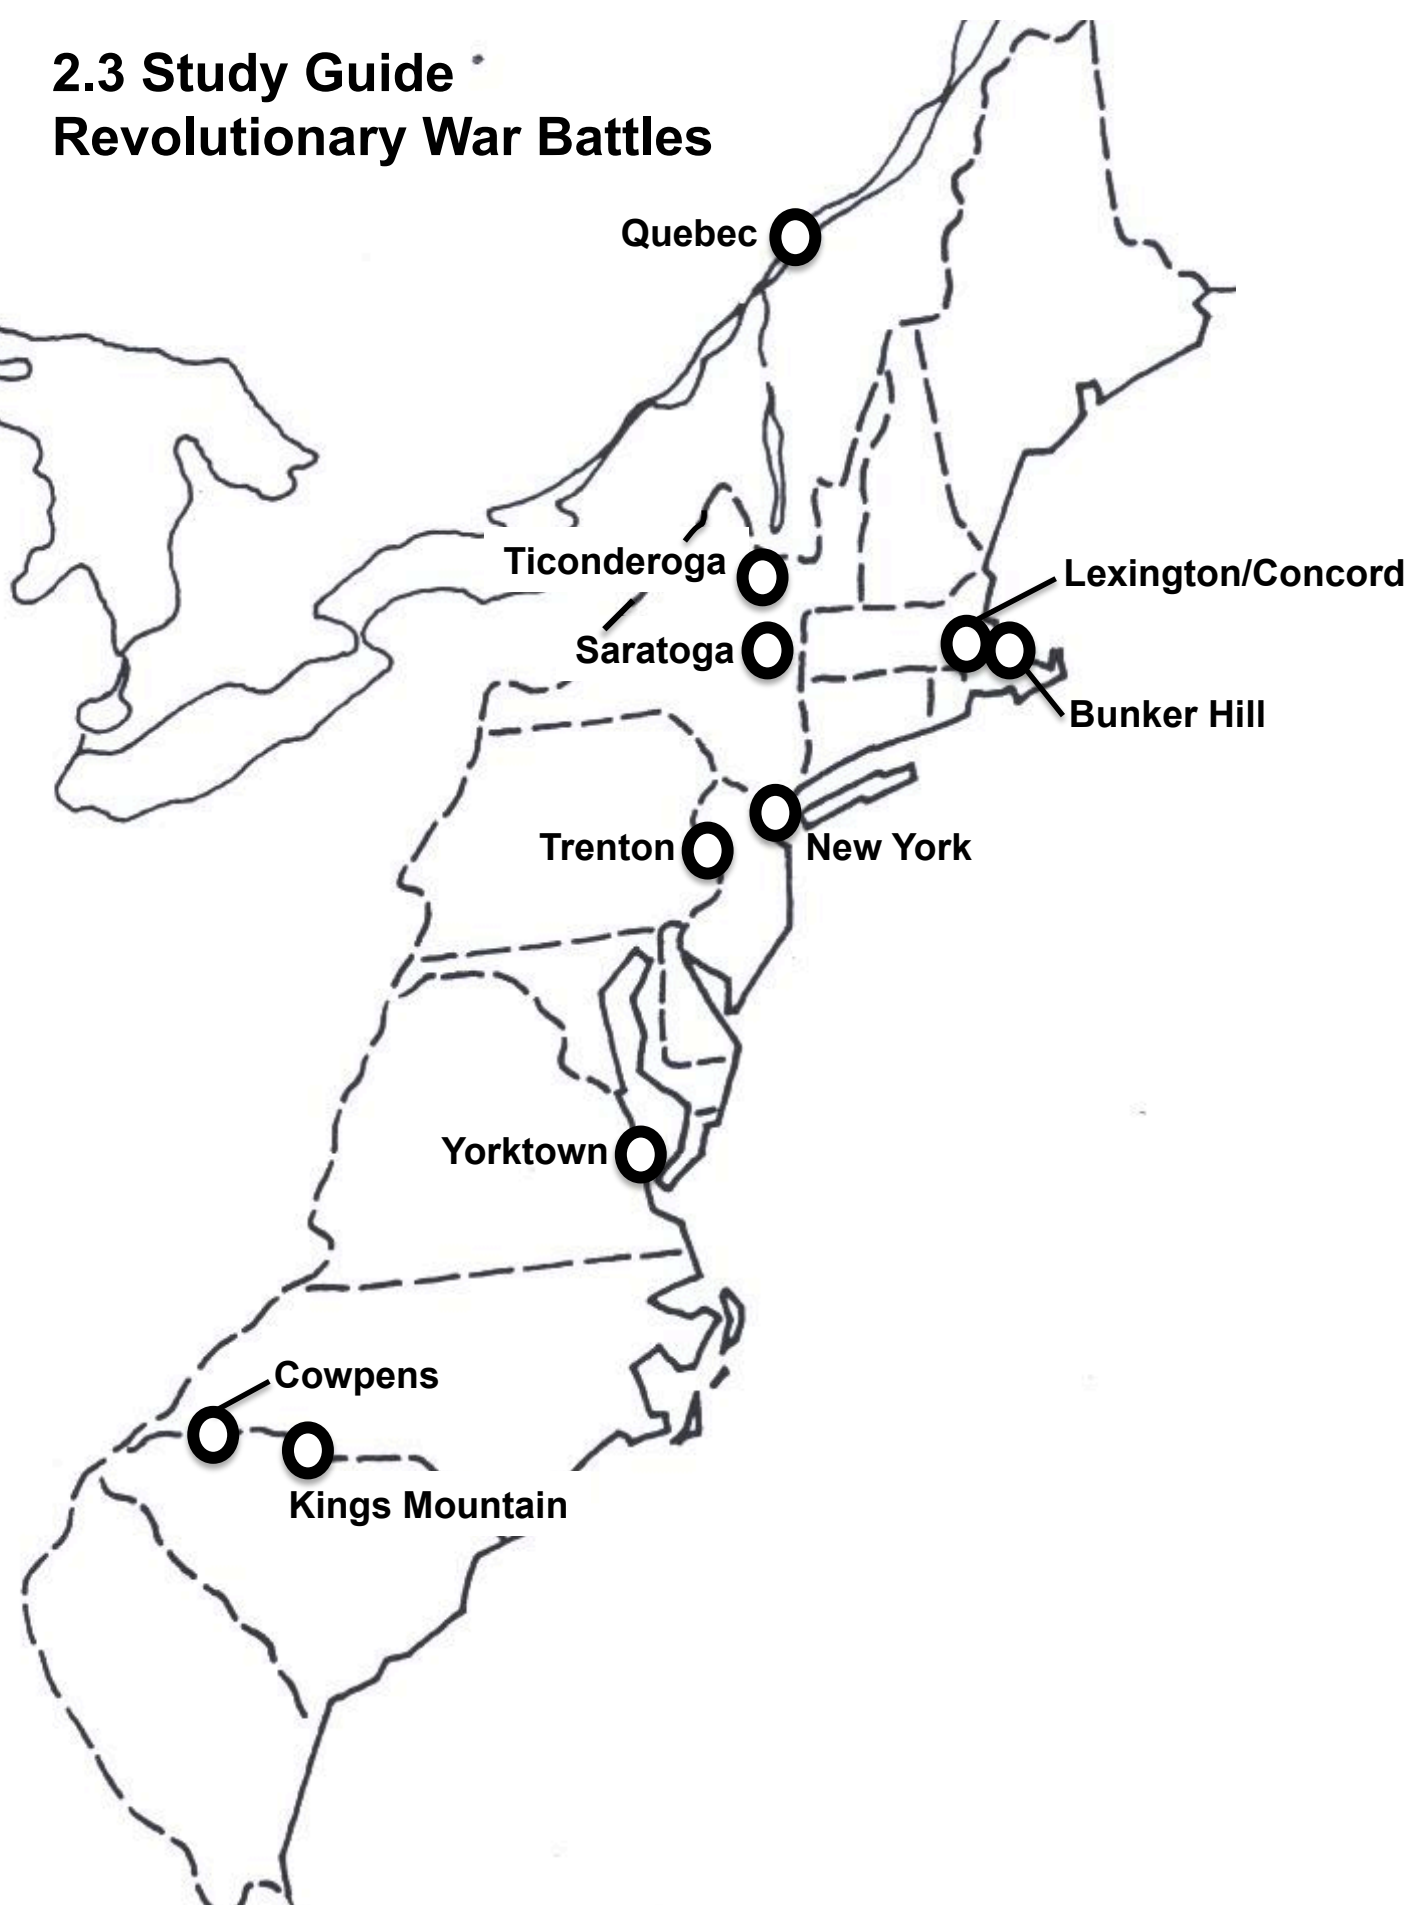 2.3 Study Guide
Revolutionary War Battles
Quebec
Ticonderoga
Lexington/Concord
Saratoga
Bunker Hill
Trenton
New York
Yorktown
Cowpens
Kings Mountain